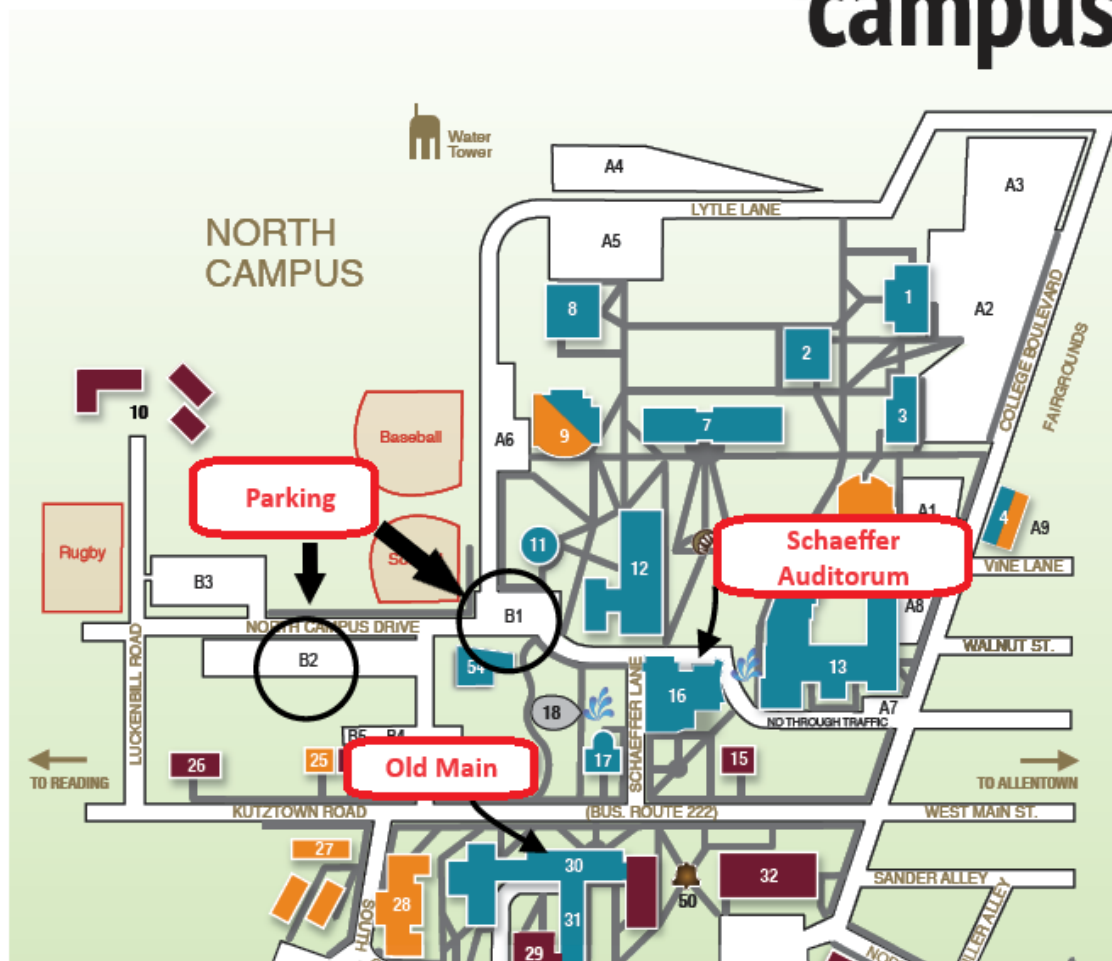 campus
Water
Tower
A4
A3
LYTLE LANE
NORTH
CAMPUS
A5
1
8
A2
2
COLLEGE BOULEVARD
FAIRGROUNDS
10
3
7
Baseball
9
A6
Parking
A1
4
A9
Rugby
11
12
Schaeffer
Auditorum
VINE LANE
B3
B1
A8
NORTH CAMPUS DRIVE
LUCKENBILL ROAD
B2
54
SCHAEFFER LANE
WALNUT ST.
13
16
18
A7
NO THROUGH TRAFFIC
B5
B4
17
15
26
25
Old Main
TO READING
TO ALLENTOWN
KUTZTOWN ROAD
(BUS. ROUTE 222)
WEST MAIN ST.
27
30
32
SANDER ALLEY
28
50
31
SOUTH
29